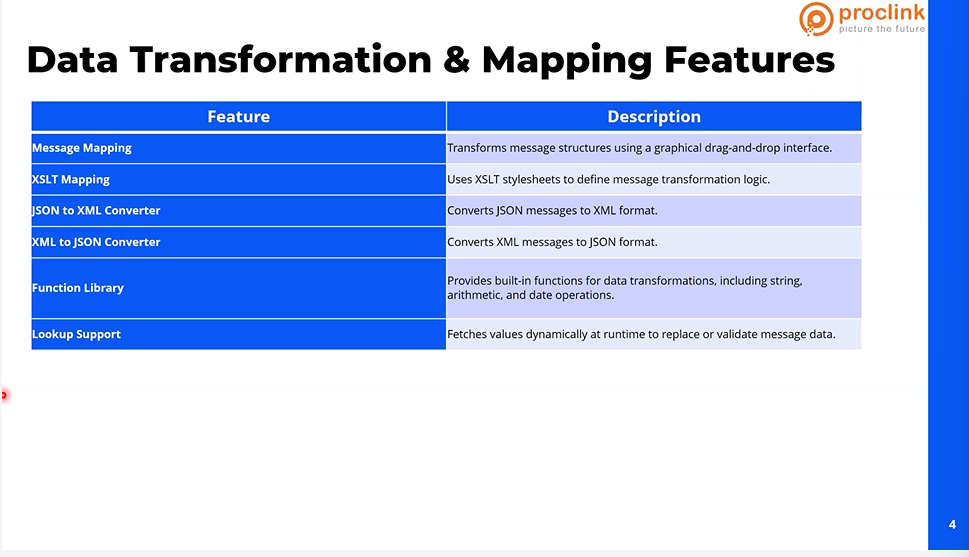 proclink
picture the future
Data Transformation & Mapping Features
Feature Description
Message Mapping Transforms message structures using a graphical drag-and-drop interface.
XSLT Mapping Uses XSLT stylesheets to define message transformation logic.
JSON to XML Converter Converts JSON messages to XML format.
XML to JSON Converter Converts XML messages to JSON format.
Function Library Provides built-in functions for data transformations, including string,
arithmetic, and date operations.
Lookup Support Fetches values dynamically at runtime to replace or validate message data.
4